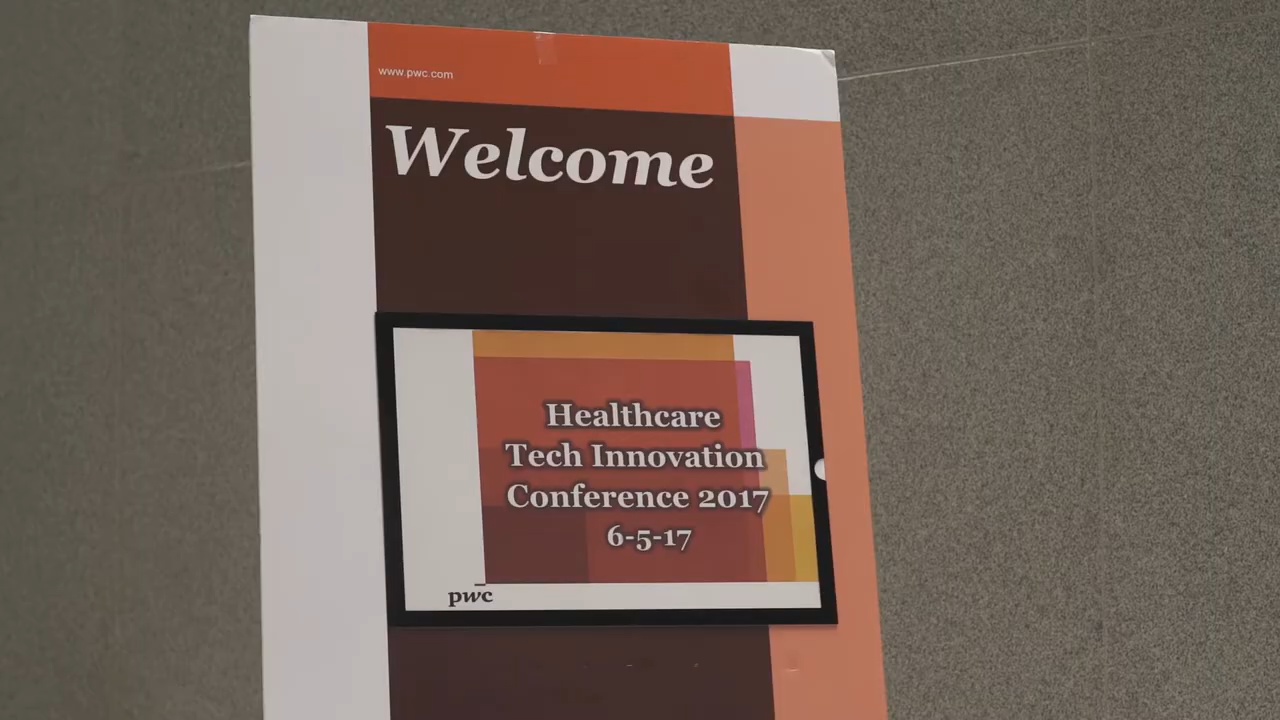 www.pwc.com
Welcome
Healthcare
Tech Innovation
Conference 2017
6-5-17
pwc